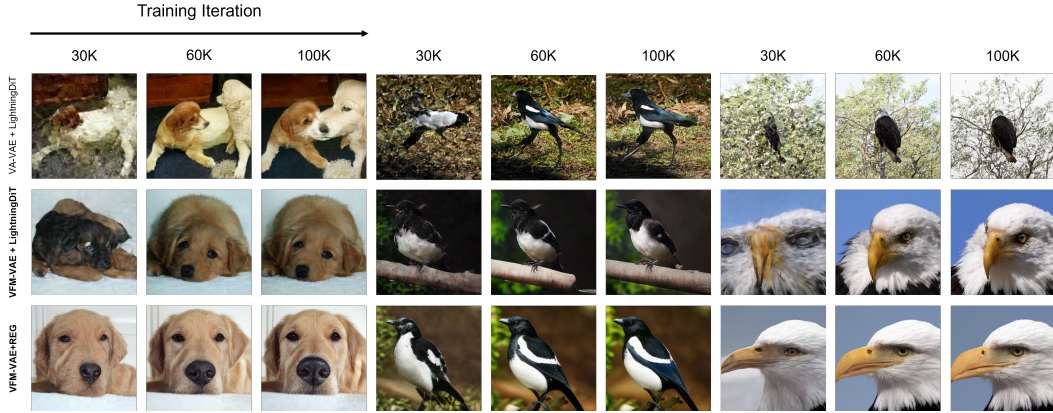 Training Iteration
30K 60K 100K 30K 60K 100K 30K 60K 100K
VA-VAE + LightningDiT
VFM-VAE + LightningDiT
VFM-VAE+REG